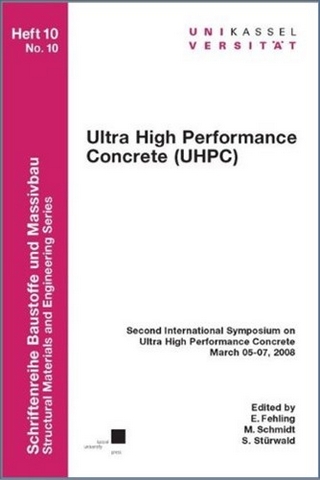 Heft 10
No. 10
UNIKASSEL
VERSITÄT
Ultra High Performance
Concrete (UHPC)
Schriftenreihe Baustoffe und Massivbau
Structural Materials and Engineering Series
Second International Symposium on
Ultra High Performance Concrete
March 05-07, 2008
Edited by
E. Fehling
M. Schmidt
S. Stürwald
kassel
university
press